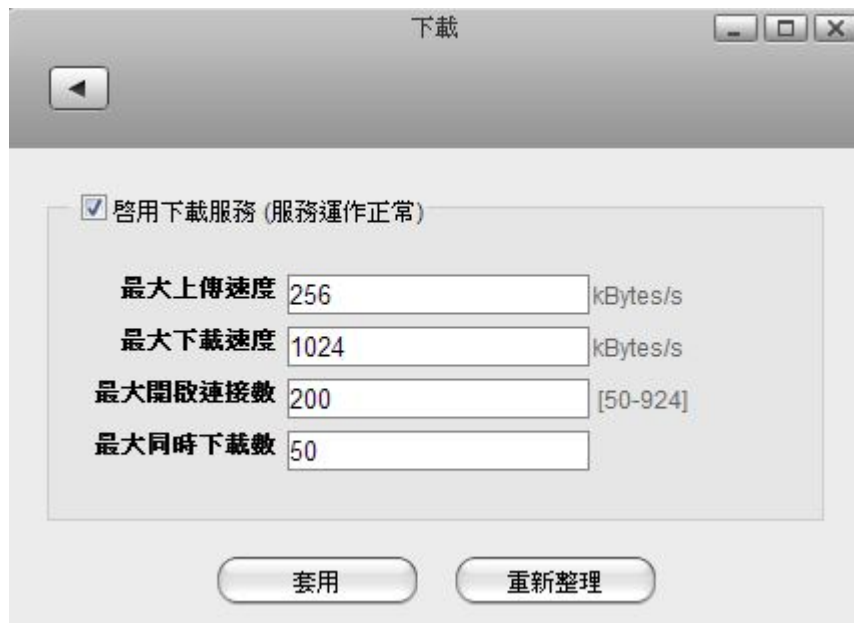 下載
啓用下載服務 (服務運作正常)
最大上傳速度 256 kBytes/s
最大下載速度 1024 kBytes/s
最大開啟連接數 200 [50-924]
最大同時下載數 50
套用 重新整理